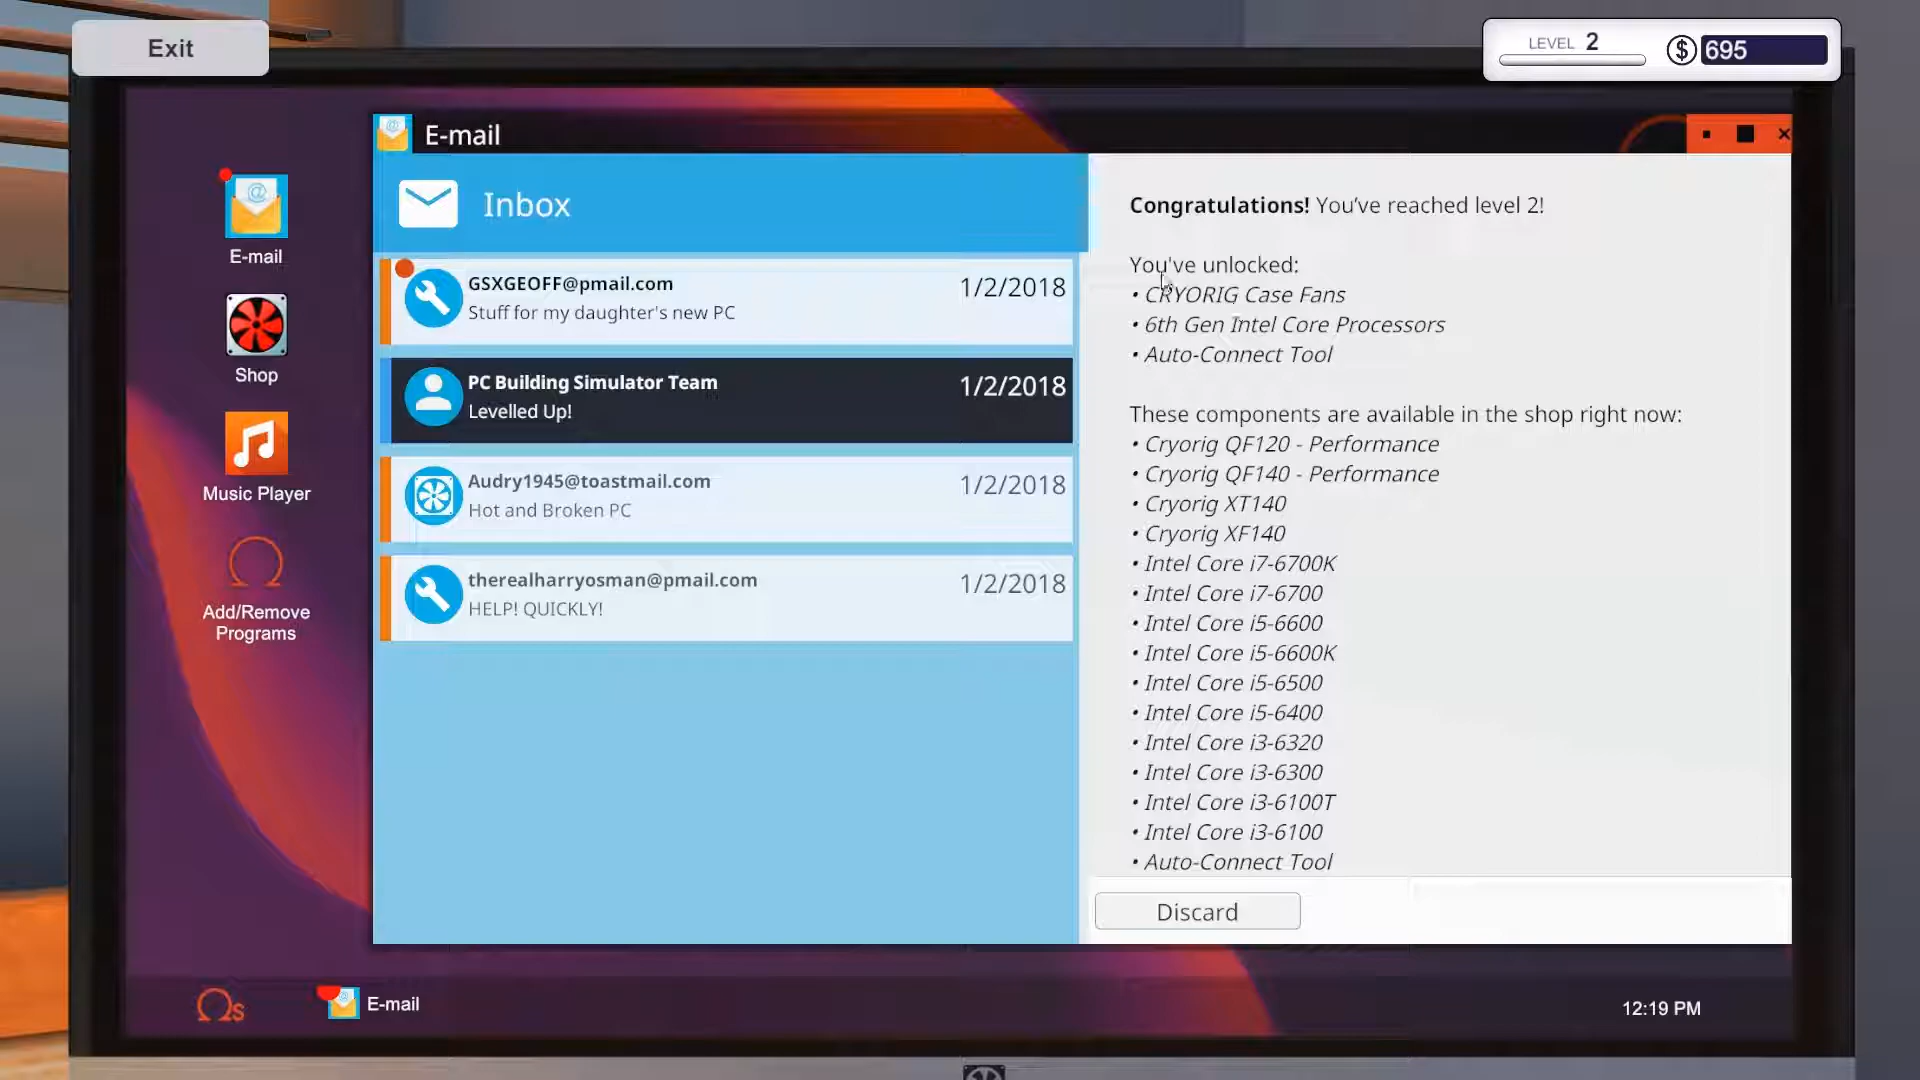 Exit
LEVEL 2
$ 695
E-mail
Shop
Music Player
Add/Remove
Programs
E-mail
Inbox
GSXGEOFF@pmail.com
1/2/2018
Stuff for my daughter's new PC
PC Building Simulator Team
1/2/2018
Levelled Up!
Audry1945@toastmail.com
1/2/2018
Hot and Broken PC
therealharryosman@pmail.com
1/2/2018
HELP! QUICKLY!
Congratulations! You've reached level 2!
You've unlocked:
• CRYORIG Case Fans
• 6th Gen Intel Core Processors
• Auto-Connect Tool
These components are available in the shop right now:
• Cryorig QF120 - Performance
• Cryorig QF140 - Performance
• Cryorig XT140
• Cryorig XF140
• Intel Core i7-6700K
• Intel Core i7-6700
• Intel Core i5-6600
• Intel Core i5-6600K
• Intel Core i5-6500
• Intel Core i5-6400
• Intel Core i3-6320
• Intel Core i3-6300
• Intel Core i3-6100T
• Intel Core i3-6100
• Auto-Connect Tool
Discard
Ωs
E-mail
12:19 PM